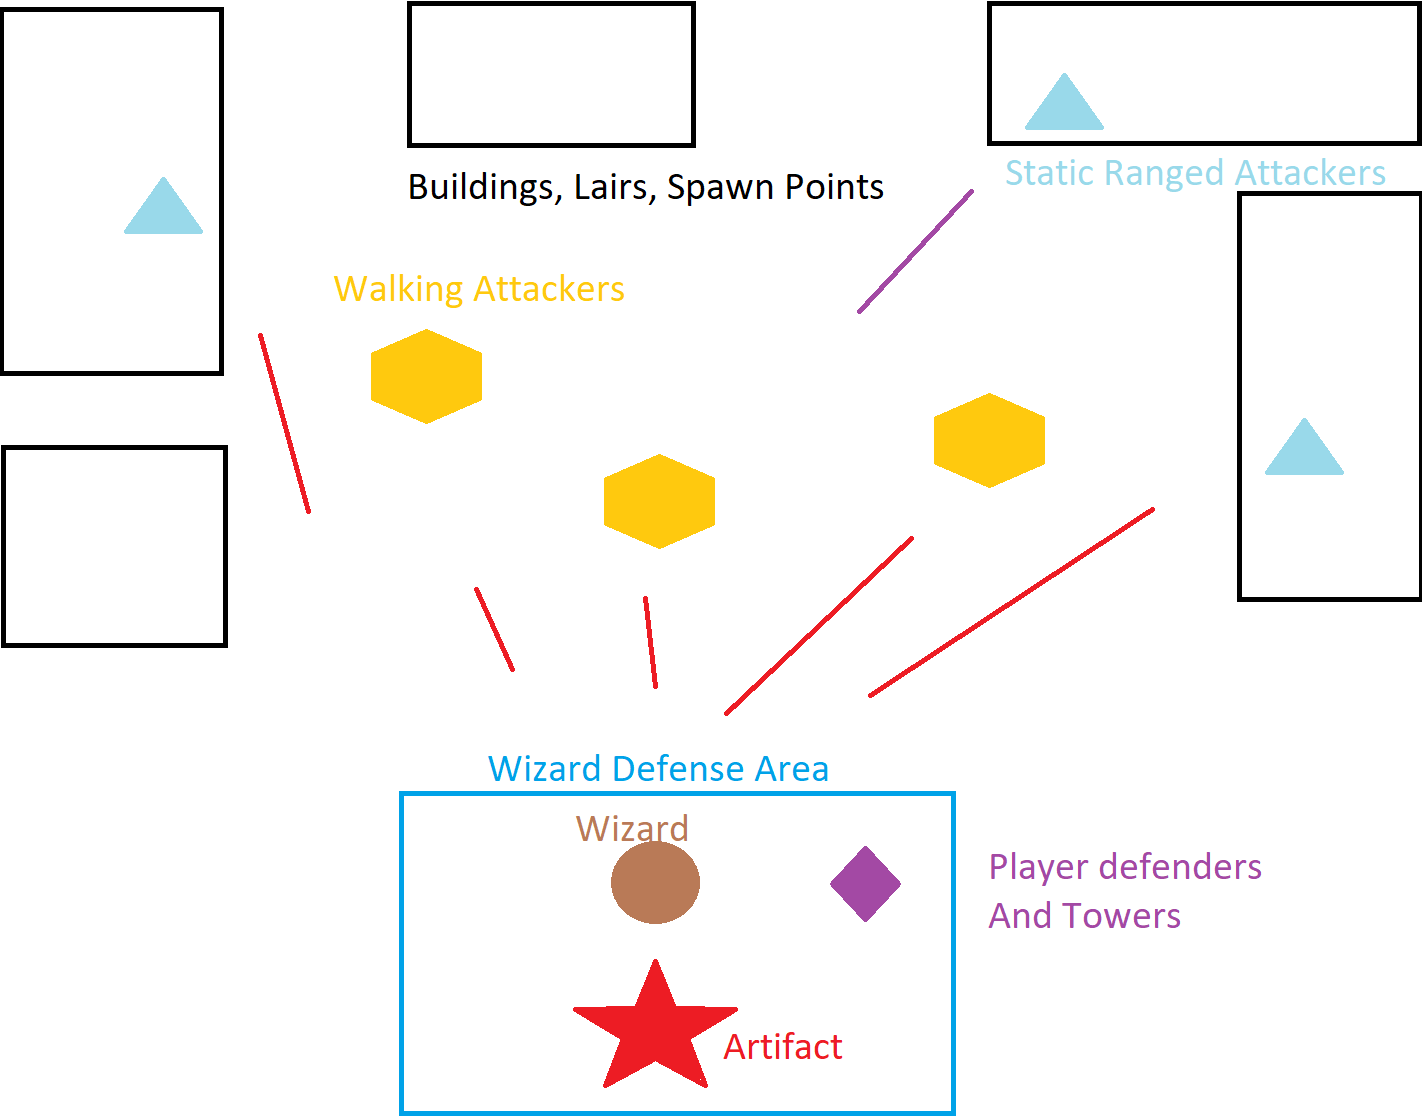 Static Ranged Attackers
Buildings, Lairs, Spawn Points
Walking Attackers
Wizard Defense Area
Wizard
Player defenders
And Towers
Artifact